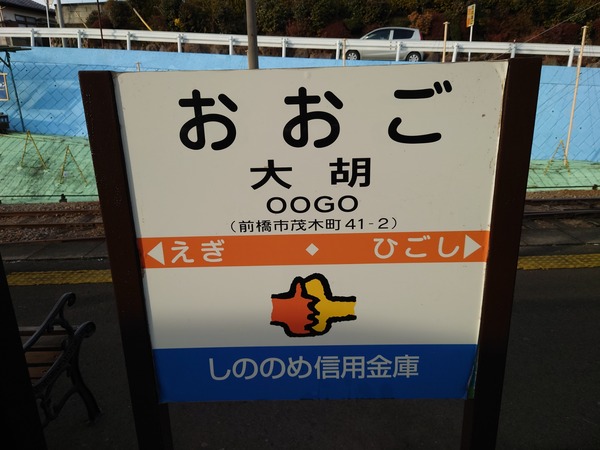 おおご
大胡
OOGO
（前橋市茂木町41-2）
えぎ ひごし
しののめ信用金庫